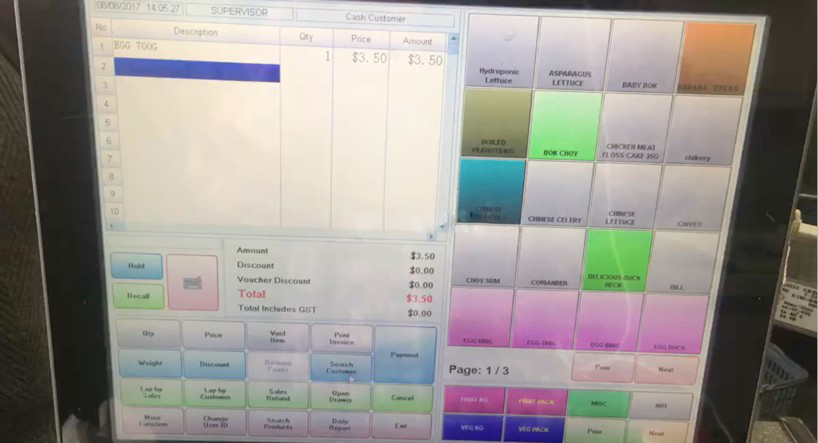 08/08/2017 14:05:27 SUPERVISOR Cash Customer
No Description Qty Price Amount
1 EGG 700G 1 $3.50 $3.50
2
3
4
5
6
7
8
9
10
Amount $3.50
Discount $0.00
Voucher Discount $0.00
Total $3.50
Total Includes GST $0.00
Hold
Recall
Qty Price Void Item Print Invoice
Payment
Weight Discount Redeem Points Search Customer
Lay by Sales Lay by Customer Sales Refund Open Drawer Cancel
More Function Change User ID Search Products Daily Report Exit
Hydroponic Lettuce
ASPARAGUS LETTUCE
BABY BOK
BOILED PEANUTS KG
BOK CHOY
CHICKEN MEAT FLOSS CAKE 35G
chikery
CHINESE
CHINESE CELERY
CHINESE LETTUCE
CHIVES
CHOY SUM
CORIANDER
DELICIOUS DUCK NECK
DILL
EGG
EGG
EGG
EGG DUCK
Page: 1 / 3
Prev Next
FRUIT KG FRUIT PACK MISC HOT
VEG KG VEG PACK Prev Next